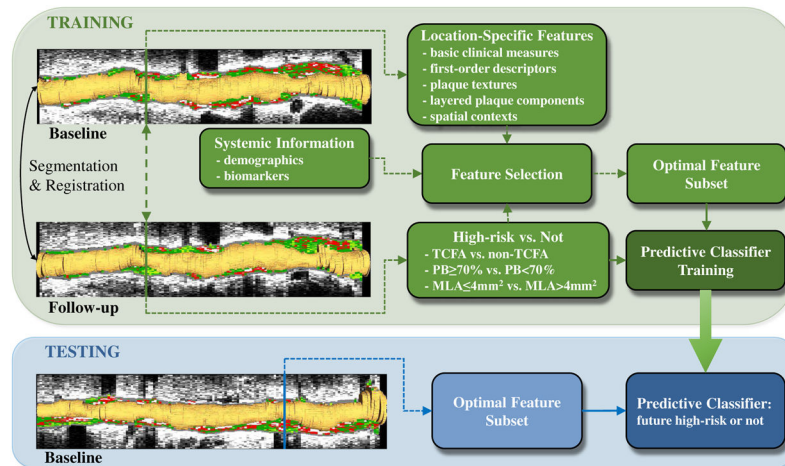 TRAINING
Baseline
Segmentation
& Registration
Follow-up
Location-Specific Features
- basic clinical measures
- first-order descriptors
- plaque textures
- layered plaque components
- spatial contexts
Systemic Information
- demographics
- biomarkers
Feature Selection
Optimal Feature
Subset
High-risk vs. Not
- TCFA vs. non-TCFA
- PB≥70% vs. PB<70%
- MLA≤4mm² vs. MLA>4mm²
Predictive Classifier
Training
TESTING
Baseline
Optimal Feature
Subset
Predictive Classifier:
future high-risk or not